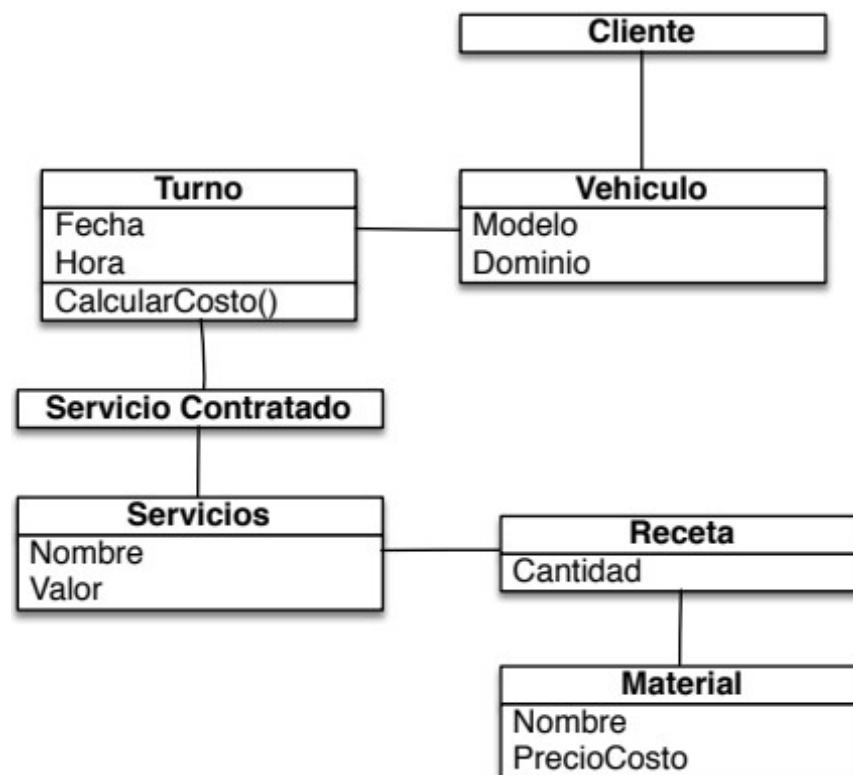 Cliente
Turno
Fecha
Hora
CalcularCosto()
Vehiculo
Modelo
Dominio
Servicio Contratado
Servicios
Nombre
Valor
Receta
Cantidad
Material
Nombre
PrecioCosto